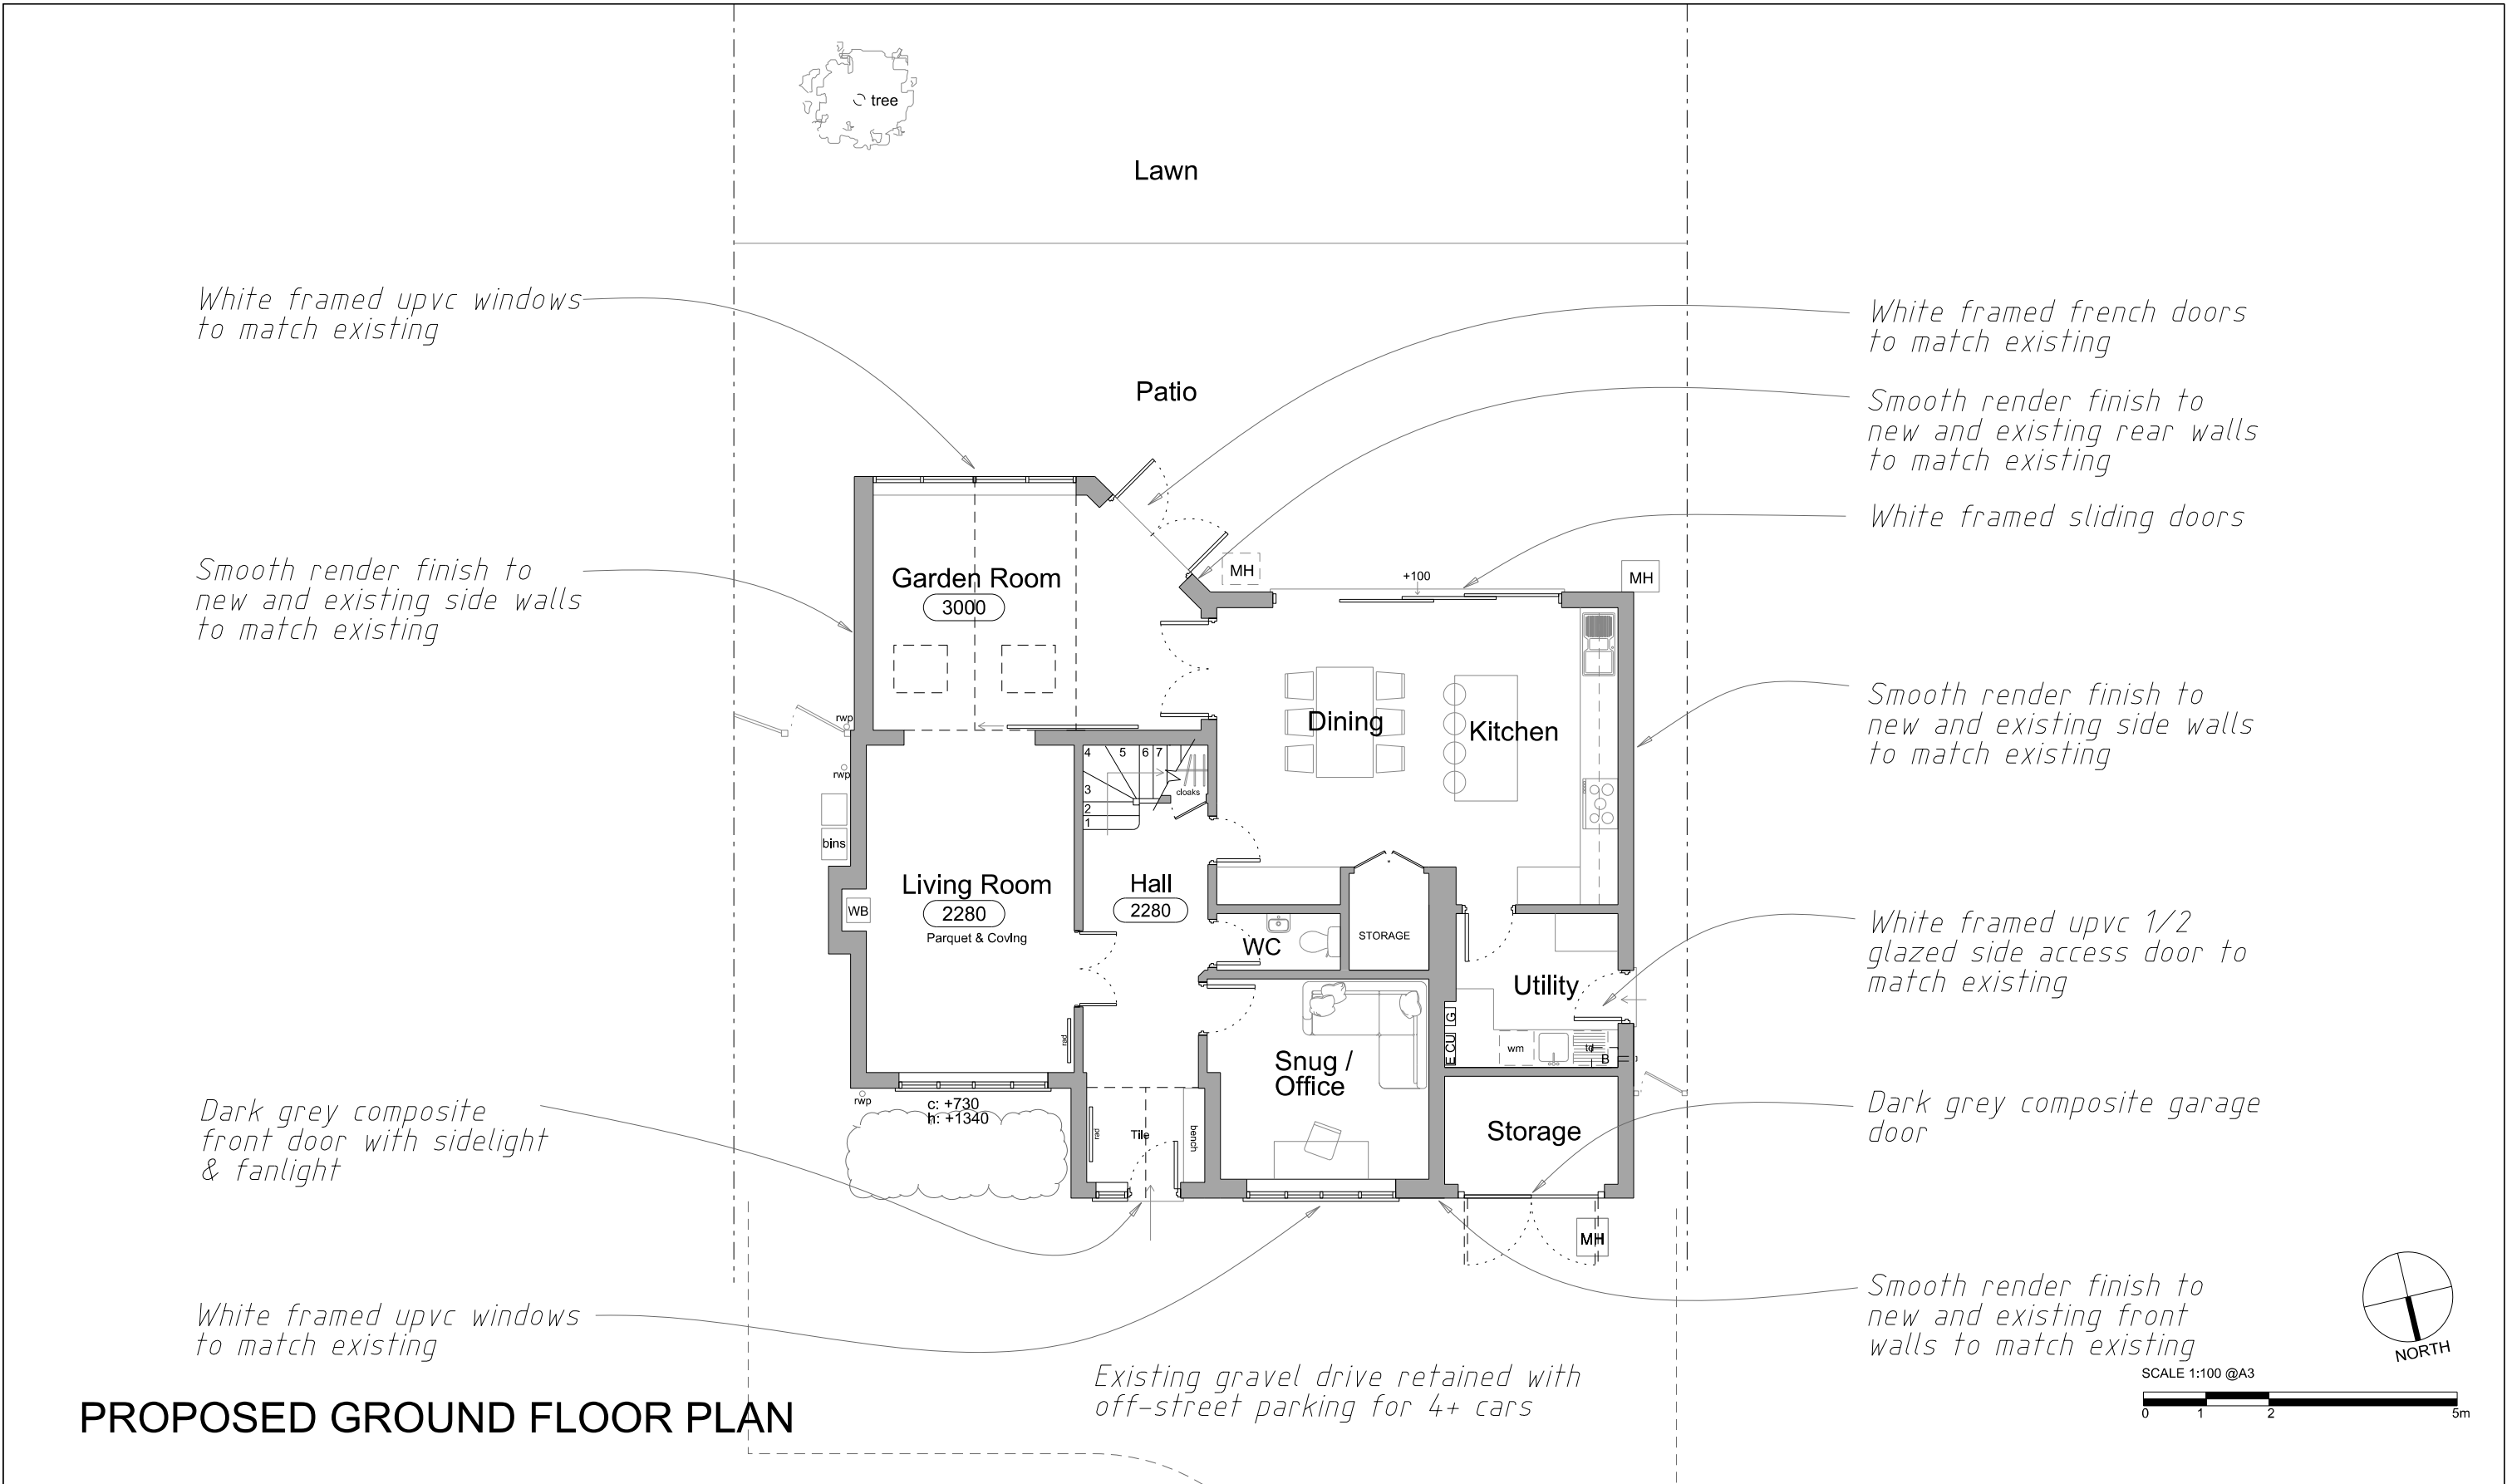 tree
Lawn
White framed upvc windows
to match existing
White framed french doors
to match existing
Patio
Smooth render finish to
new and existing rear walls
to match existing
White framed sliding doors
Smooth render finish to
new and existing side walls
to match existing
Garden Room
3000
MH
+100
MH
Smooth render finish to
new and existing side walls
to match existing
Dining
Kitchen
rwp
rwp
4
5
6
7
3
2
1
cloaks
bins
Living Room
2280
Parquet & Coving
WB
Hall
2280
WC
STORAGE
White framed upvc 1/2
glazed side access door to
match existing
Utility
G
E CU
wm
td
B
rad
Snug /
Office
rwp
c: +730
h: +1340
rad
Tile
bench
Storage
Dark grey composite
front door with sidelight
& fanlight
Dark grey composite garage
door
MH
White framed upvc windows
to match existing
Smooth render finish to
new and existing front
walls to match existing
NORTH
Existing gravel drive retained with
off-street parking for 4+ cars
SCALE 1:100 @A3
0 1 2 5m
PROPOSED GROUND FLOOR PLAN